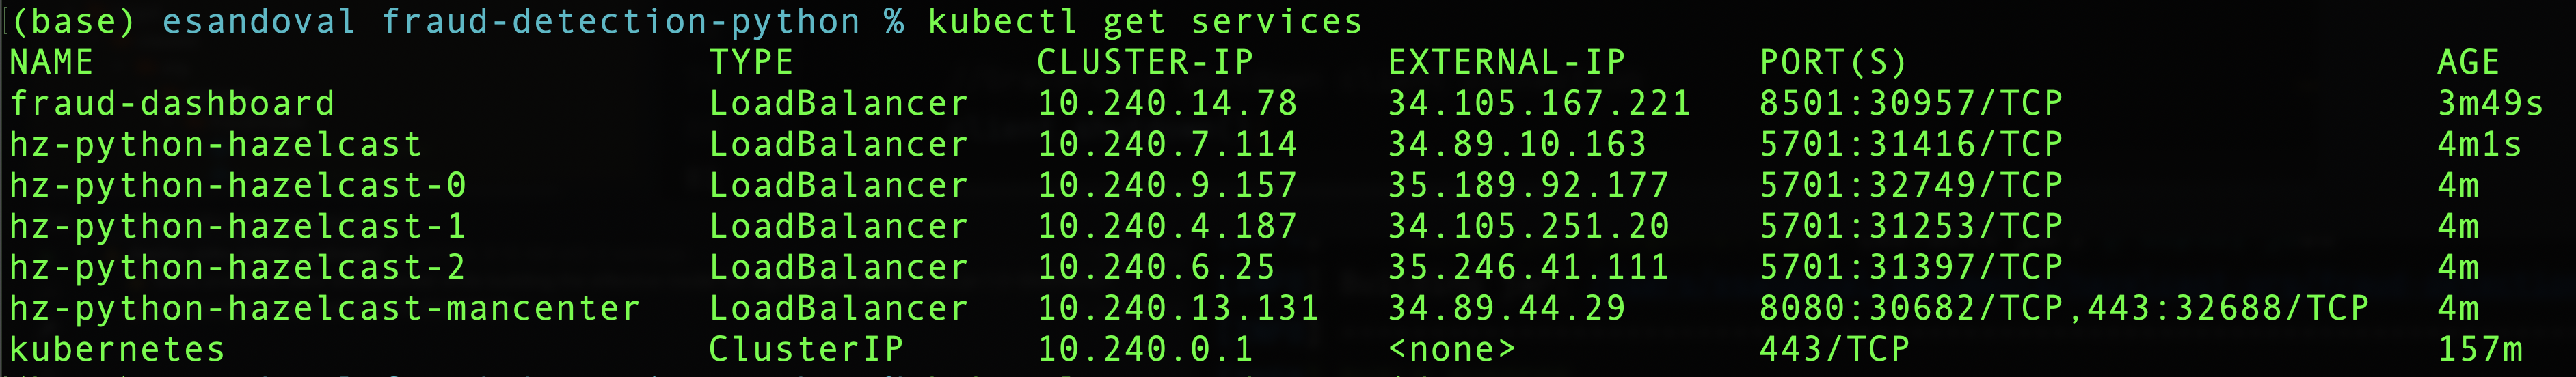 (base) esandoval fraud-detection-python % kubectl get services
NAME TYPE CLUSTER-IP EXTERNAL-IP PORT(S) AGE
fraud-dashboard LoadBalancer 10.240.14.78 34.105.167.221 8501:30957/TCP 3m49s
hz-python-hazelcast LoadBalancer 10.240.7.114 34.89.10.163 5701:31416/TCP 4m1s
hz-python-hazelcast-0 LoadBalancer 10.240.9.157 35.189.92.177 5701:32749/TCP 4m
hz-python-hazelcast-1 LoadBalancer 10.240.4.187 34.105.251.20 5701:31253/TCP 4m
hz-python-hazelcast-2 LoadBalancer 10.240.6.25 35.246.41.111 5701:31397/TCP 4m
hz-python-hazelcast-mancenter LoadBalancer 10.240.13.131 34.89.44.29 8080:30682/TCP,443:32688/TCP 4m
kubernetes ClusterIP 10.240.0.1 <none> 443/TCP 157m